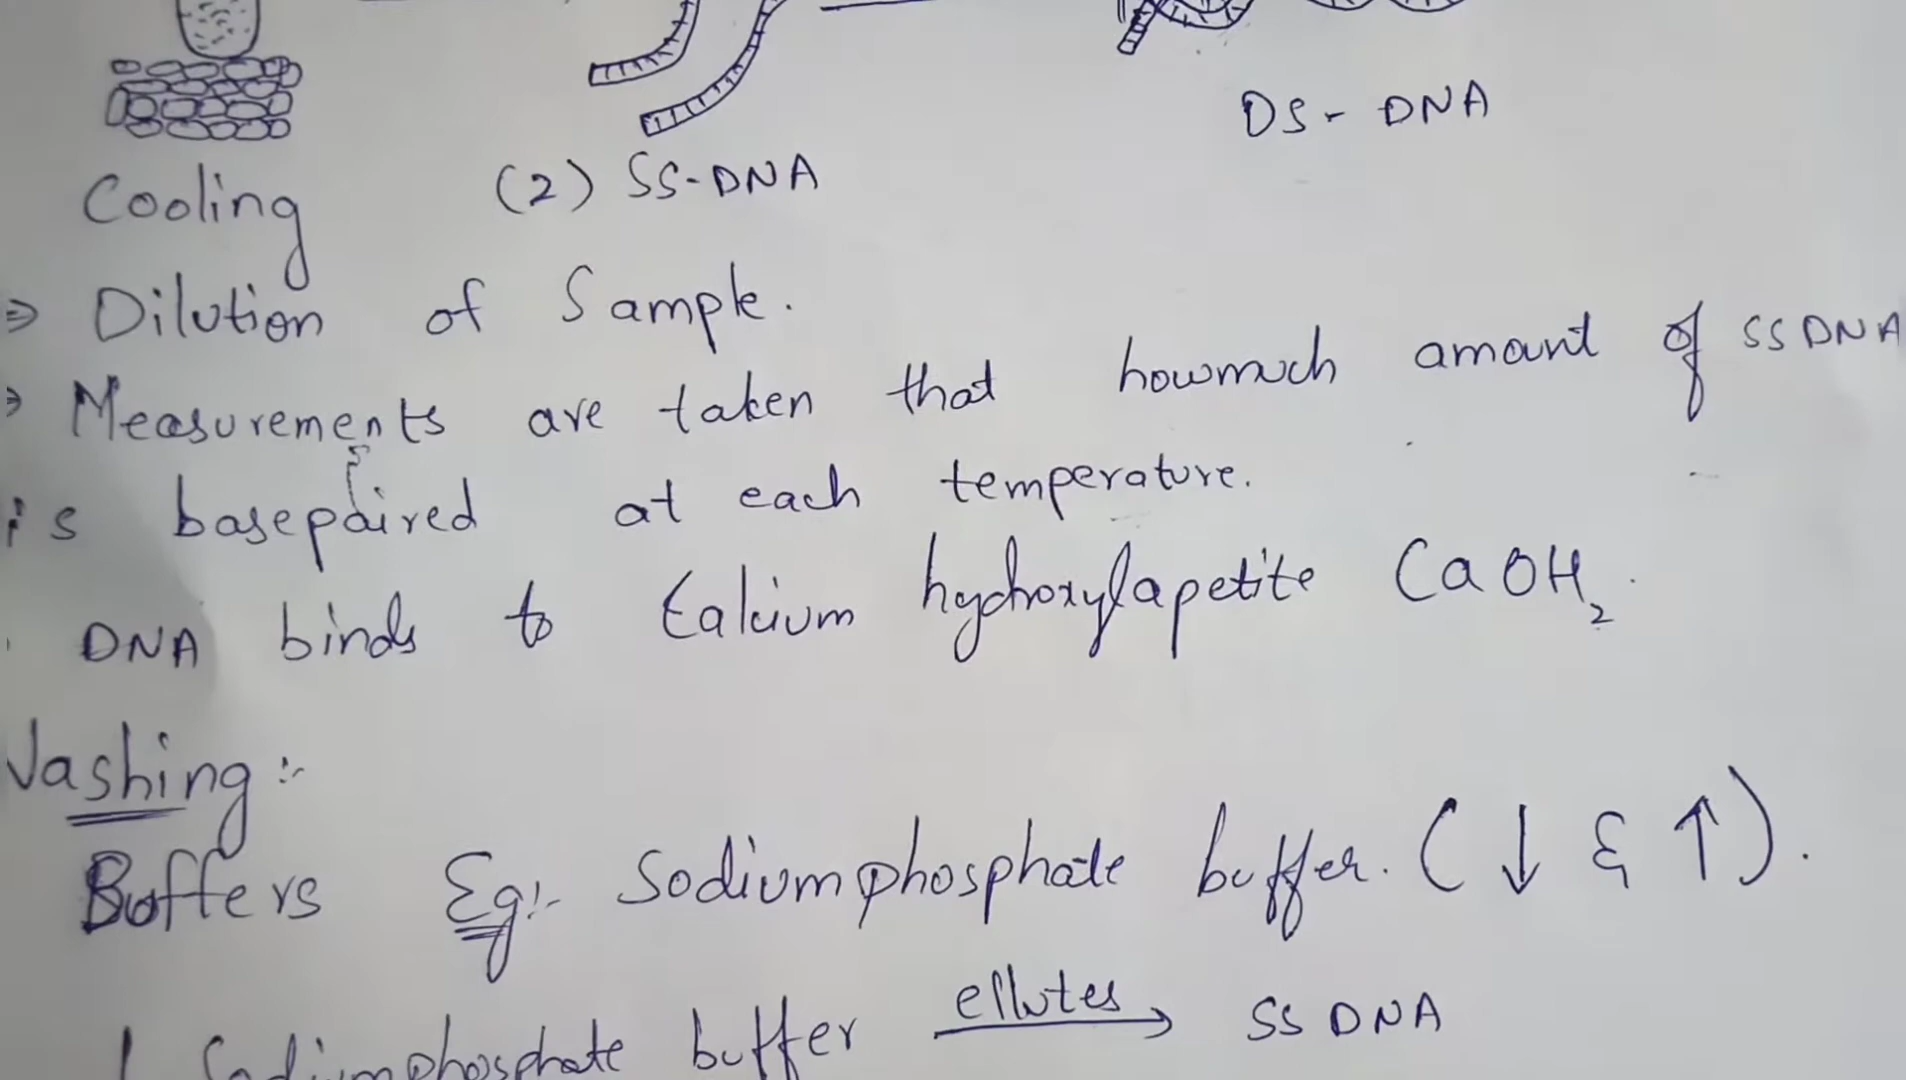 DS - DNA
Cooling (2) SS-DNA
⇒ Dilution of Sample.
⇒ Measurements are taken that howmuch amount of SS DNA
is basepaired at each temperature.
DNA binds to Calcium hydroxylapetite CaOH₂.
Washing :-
Buffers Eg:- Sodiumphosphate buffer. (↓ & ↑).
↓ Sodiumphosphate buffer ellutes → SS DNA